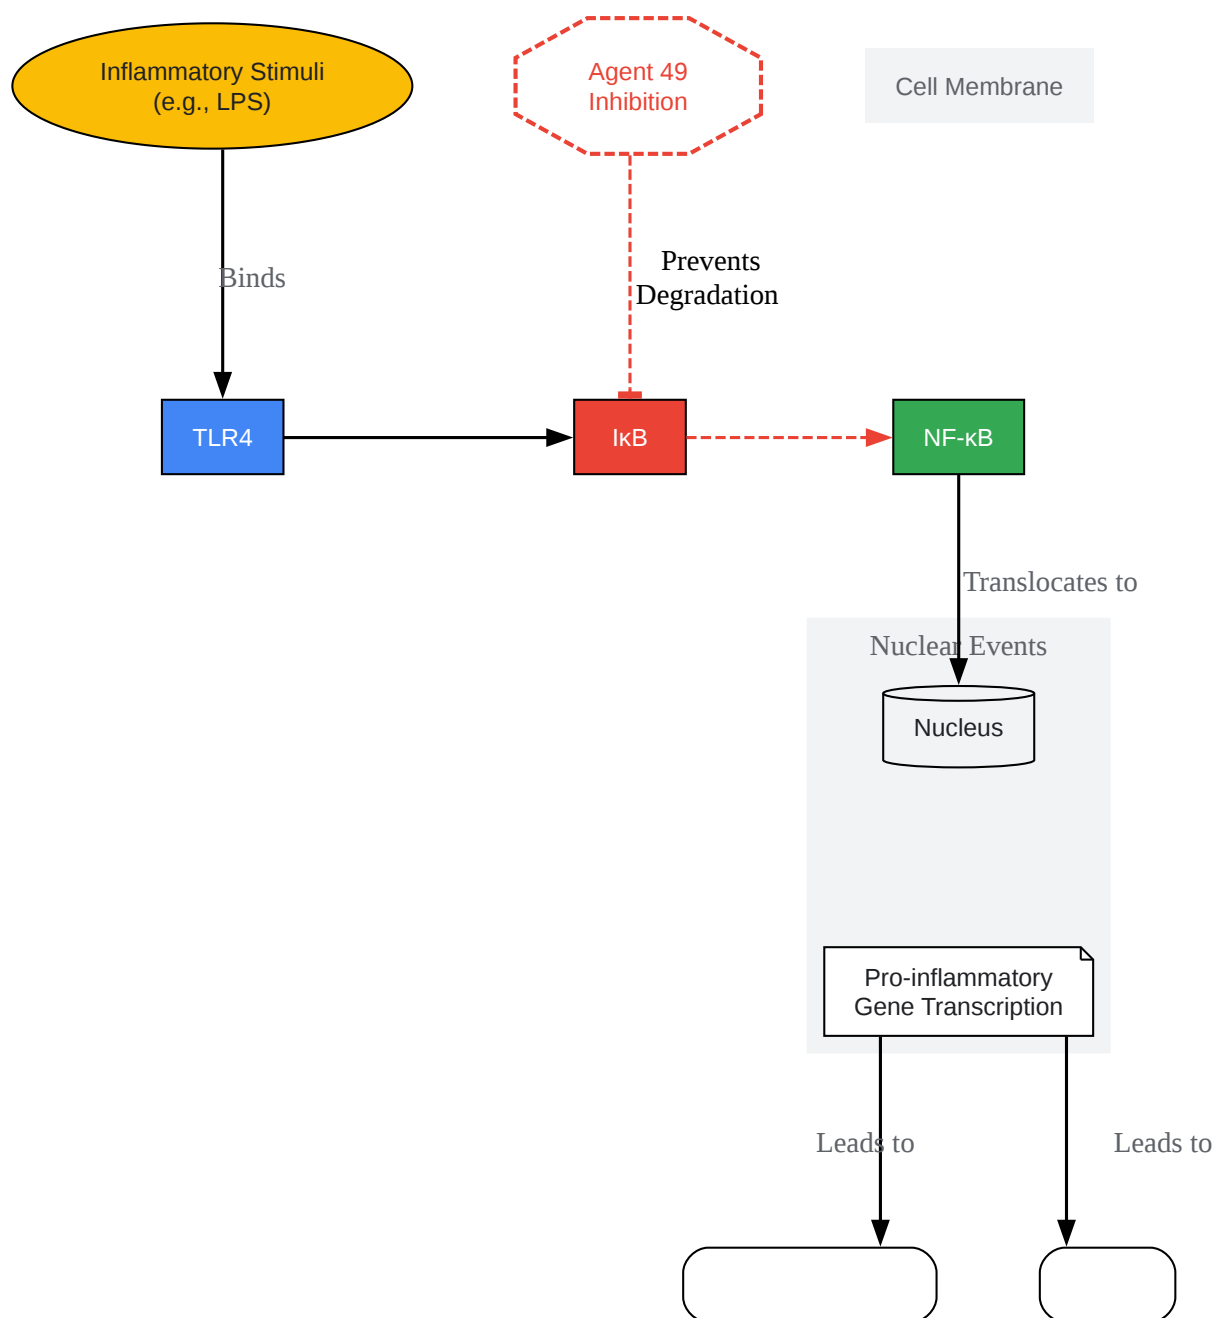 Inflammatory Stimuli
(e.g., LPS)
Agent 49
Inhibition
Cell Membrane
Binds
Prevents
Degradation
TLR4
IκB
NF-κB
Translocates to
Nuclear Events
Nucleus
Pro-inflammatory
Gene Transcription
Leads to
Leads to